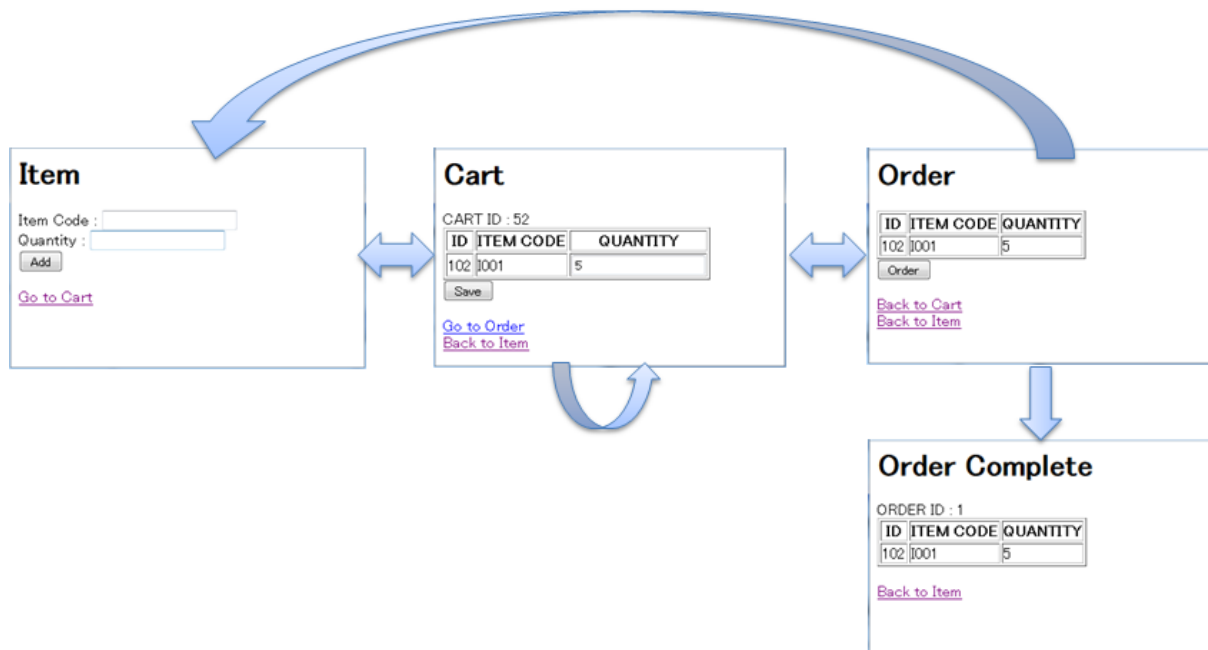 Item
Item Code :
Quantity :
Add
Go to Cart
Cart
CART ID : 52
ID ITEM CODE QUANTITY
102 I001 5
Save
Go to Order
Back to Item
Order
ID ITEM CODE QUANTITY
102 I001 5
Order
Back to Cart
Back to Item
Order Complete
ORDER ID : 1
ID ITEM CODE QUANTITY
102 I001 5
Back to Item